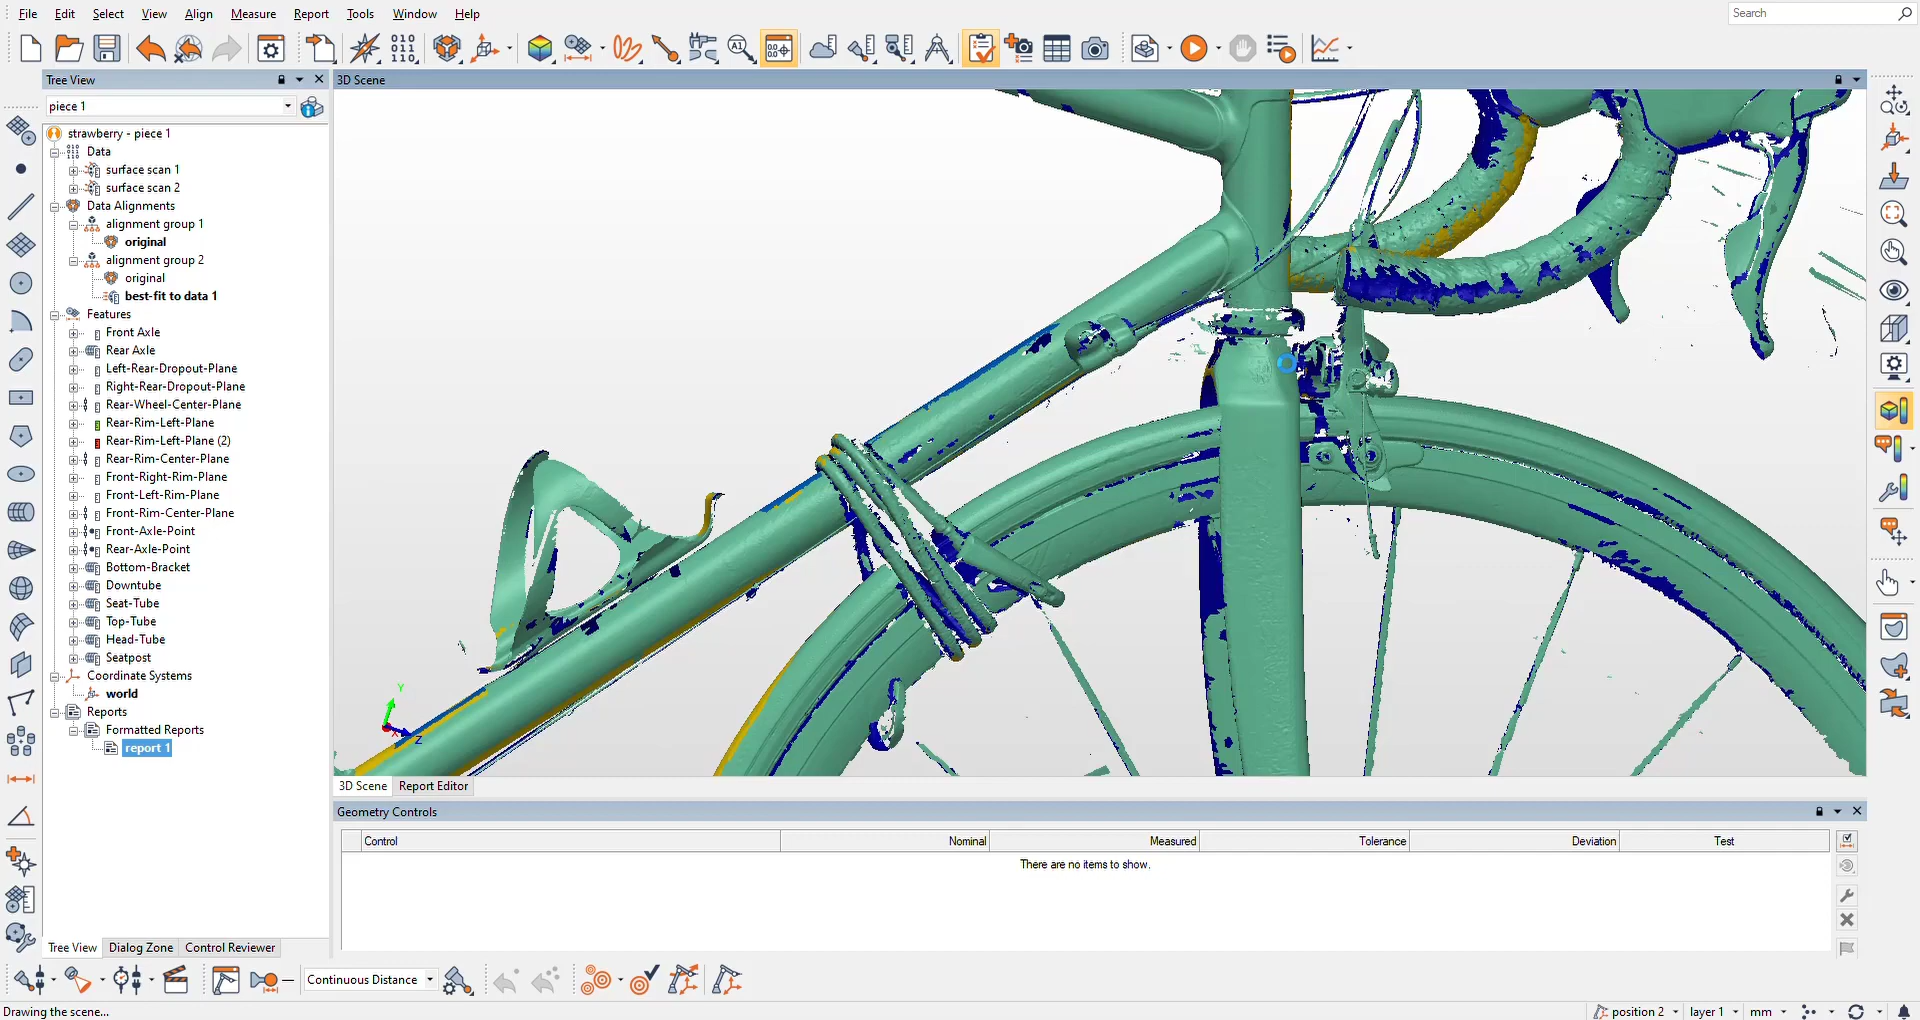 File Edit Select View Align Measure Report Tools Window Help
Search
Tree View
3D Scene
piece 1
strawberry - piece 1
Data
surface scan 1
surface scan 2
Data Alignments
alignment group 1
original
alignment group 2
original
best-fit to data 1
Features
Front Axle
Rear Axle
Left-Rear-Dropout-Plane
Right-Rear-Dropout-Plane
Rear-Wheel-Center-Plane
Rear-Rim-Left-Plane
Rear-Rim-Left-Plane (2)
Rear-Rim-Center-Plane
Front-Right-Rim-Plane
Front-Left-Rim-Plane
Front-Rim-Center-Plane
Front-Axle-Point
Rear-Axle-Point
Bottom-Bracket
Downtube
Seat-Tube
Top-Tube
Head-Tube
Seatpost
Coordinate Systems
world
Reports
Formatted Reports
report 1
Y
X
Z
3D Scene Report Editor
Geometry Controls
Control Nominal Measured Tolerance Deviation Test
There are no items to show.
Tree View Dialog Zone Control Reviewer
Continuous Distance
Drawing the scene...
position 2 layer 1 mm